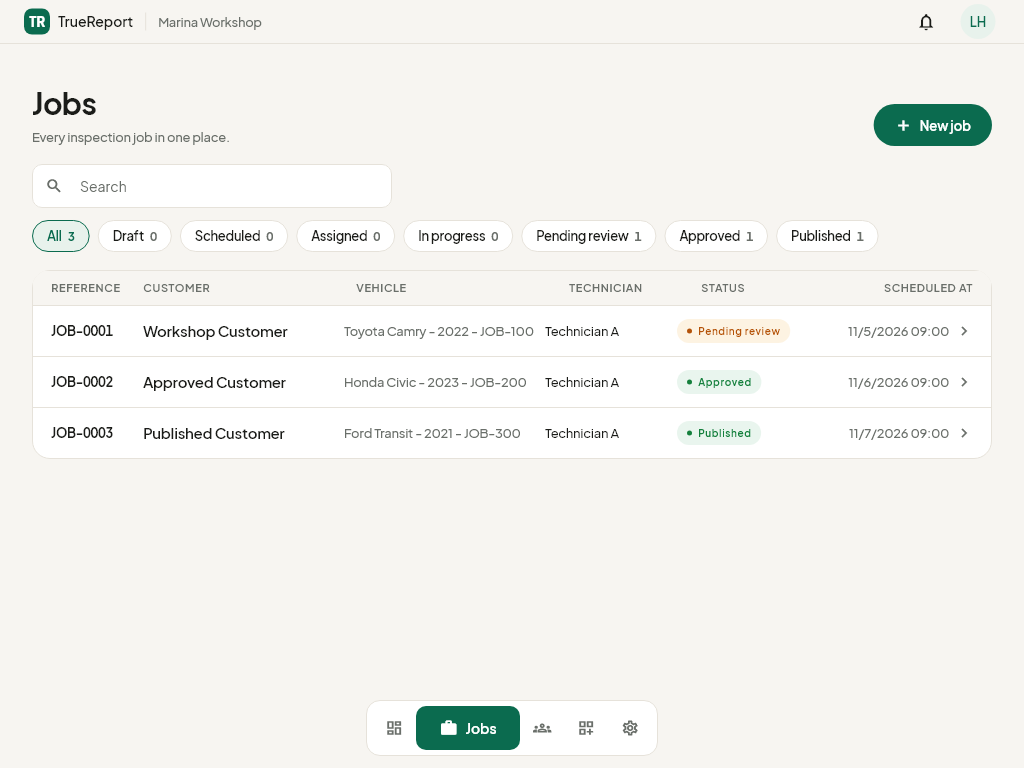 TR TrueReport Marina Workshop LH
Jobs
Every inspection job in one place.
+ New job
Search
All 3 Draft 0 Scheduled 0 Assigned 0 In progress 0 Pending review 1 Approved 1 Published 1
REFERENCE CUSTOMER VEHICLE TECHNICIAN STATUS SCHEDULED AT
JOB-0001 Workshop Customer Toyota Camry - 2022 - JOB-100 Technician A Pending review 11/5/2026 09:00
JOB-0002 Approved Customer Honda Civic - 2023 - JOB-200 Technician A Approved 11/6/2026 09:00
JOB-0003 Published Customer Ford Transit - 2021 - JOB-300 Technician A Published 11/7/2026 09:00
Jobs